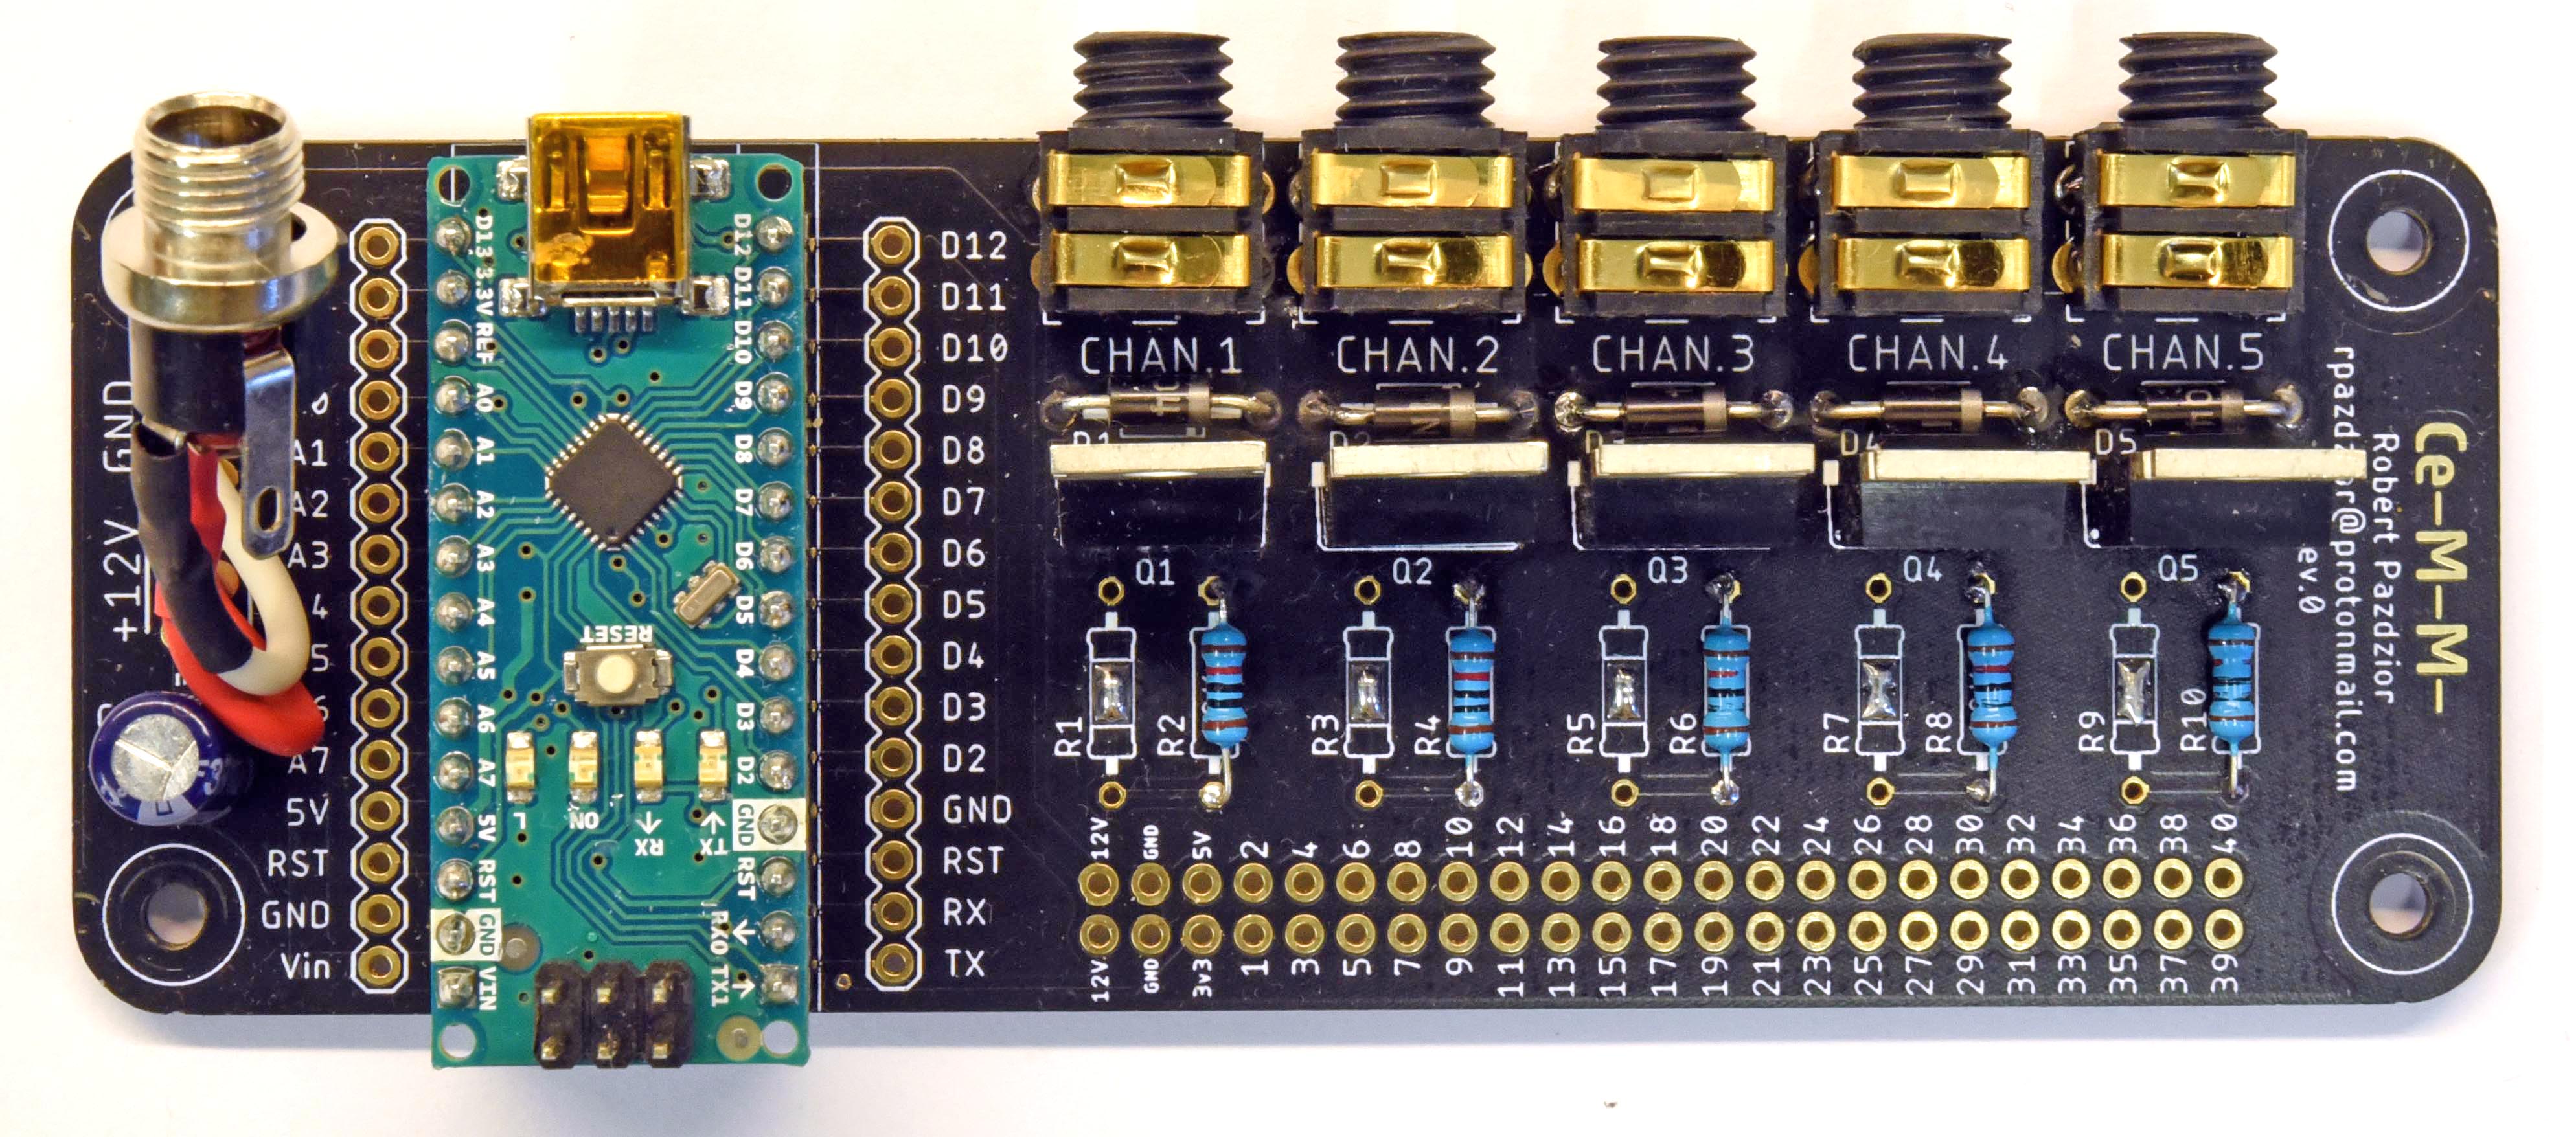 D12
D11
D10
D9
D8
D7
D6
D5
D4
D3
D2
GND
RST
RX
TX
A1
A2
A3
4
5
6
A7
5V
RST
GND
Vin
+12V GND
D13
3.3V
REF
A0
A1
A2
A3
A4
A5
A6
A7
5V
RST
GND
VIN
D12
D11
D10
D9
D8
D7
D6
D5
D4
D3
D2
GND
RST
RX0
TX1
RESET
L
ON
RX
TX
CHAN.1
CHAN.2
CHAN.3
CHAN.4
CHAN.5
D4
D5
Q1
Q2
Q3
Q4
Q5
R1
R2
R3
R4
R5
R6
R7
R8
R9
R10
12V GND 5V 2 4 6 8 10 12 14 16 18 20 22 24 26 28 30 32 34 36 38 40
12V GND 3v3 1 3 5 7 9 11 13 15 17 19 21 23 25 27 29 31 33 35 37 39
Ce-M-M-
Robert Pazdzior
ev.0